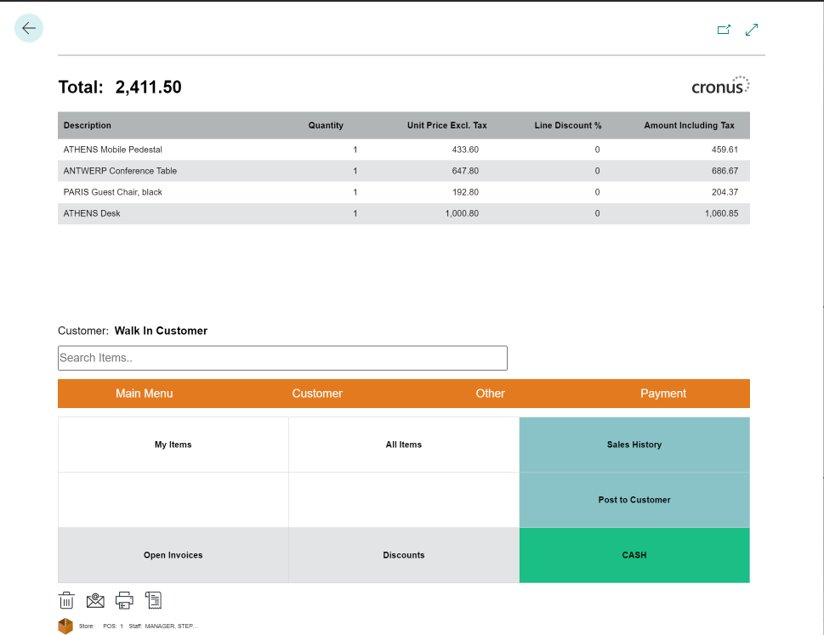 Total: 2,411.50
cronus
Description Quantity Unit Price Excl. Tax Line Discount % Amount Including Tax
ATHENS Mobile Pedestal 1 433.60 0 459.61
ANTWERP Conference Table 1 647.80 0 686.67
PARIS Guest Chair, black 1 192.80 0 204.37
ATHENS Desk 1 1,000.80 0 1,060.85
Customer: Walk In Customer
Search Items..
Main Menu Customer Other Payment
My Items All Items Sales History
Post to Customer
Open Invoices Discounts CASH
Store: POS: 1 Staff: MANAGER, STEP...